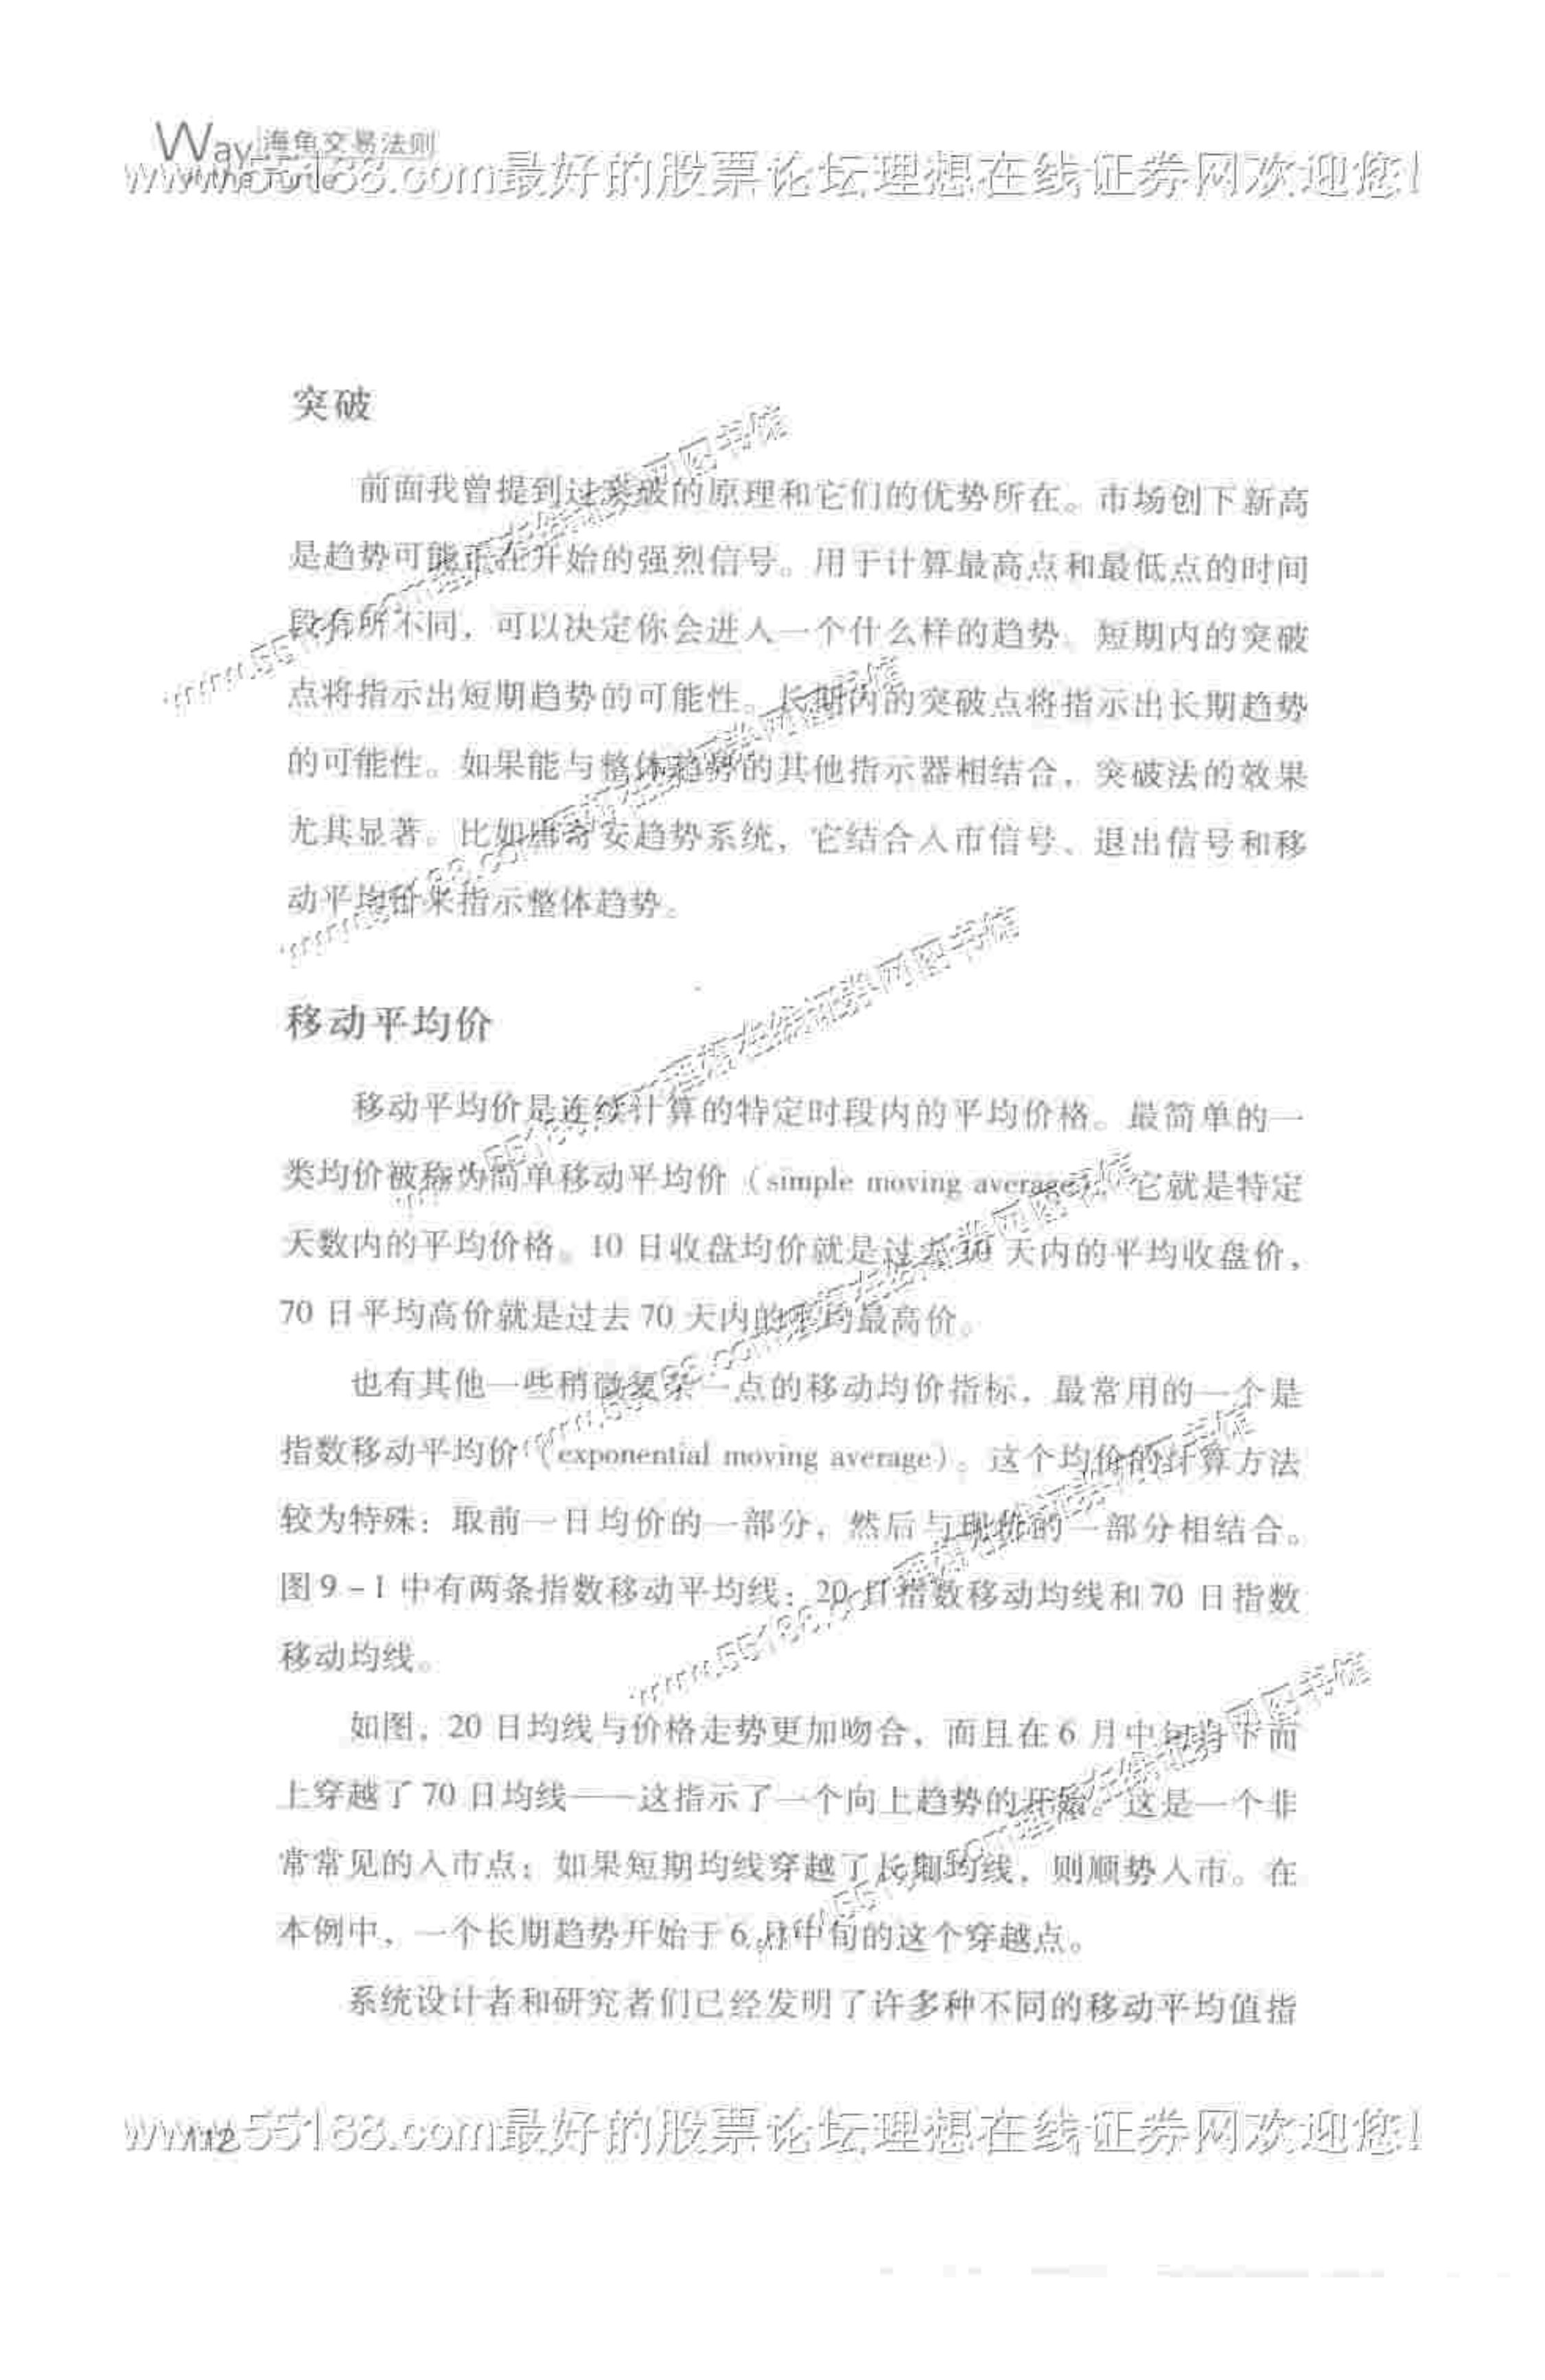 Way 海龟交易法则
of the Turtle
www.55188.com最好的股票论坛理想在线证券网欢迎您!
突破
前面我曾提到过突破的原理和它们的优势所在。市场创下新高
是趋势可能正在开始的强烈信号。用于计算最高点和最低点的时间
段有所不同，可以决定你会进入一个什么样的趋势。短期内的突破
点将指示出短期趋势的可能性。长期内的突破点将指示出长期趋势
的可能性。如果能与整体趋势的其他指示器相结合，突破法的效果
尤其显著。比如唐奇安趋势系统，它结合入市信号、退出信号和移
动平均价来指示整体趋势。
移动平均价
移动平均价是连续计算的特定时段内的平均价格。最简单的一
类均价被称为简单移动平均价（simple moving average），它就是特定
天数内的平均价格。10 日收盘均价就是过去 10 天内的平均收盘价，
70 日平均高价就是过去 70 天内的平均最高价。
也有其他一些稍微复杂一点的移动均价指标，最常用的一个是
指数移动平均价（exponential moving average）。这个均价的计算方法
较为特殊：取前一日均价的一部分，然后与现价的一部分相结合。
图 9－1 中有两条指数移动平均线：20 日指数移动均线和 70 日指数
移动均线。
如图，20 日均线与价格走势更加吻合，而且在 6 月中旬自下而
上穿越了 70 日均线——这指示了一个向上趋势的开始。这是一个非
常常见的入市点：如果短期均线穿越了长期均线，则顺势入市。在
本例中，一个长期趋势开始于 6 月中旬的这个穿越点。
系统设计者和研究者们已经发明了许多种不同的移动平均值指
112
www.55188.com最好的股票论坛理想在线证券网欢迎您!